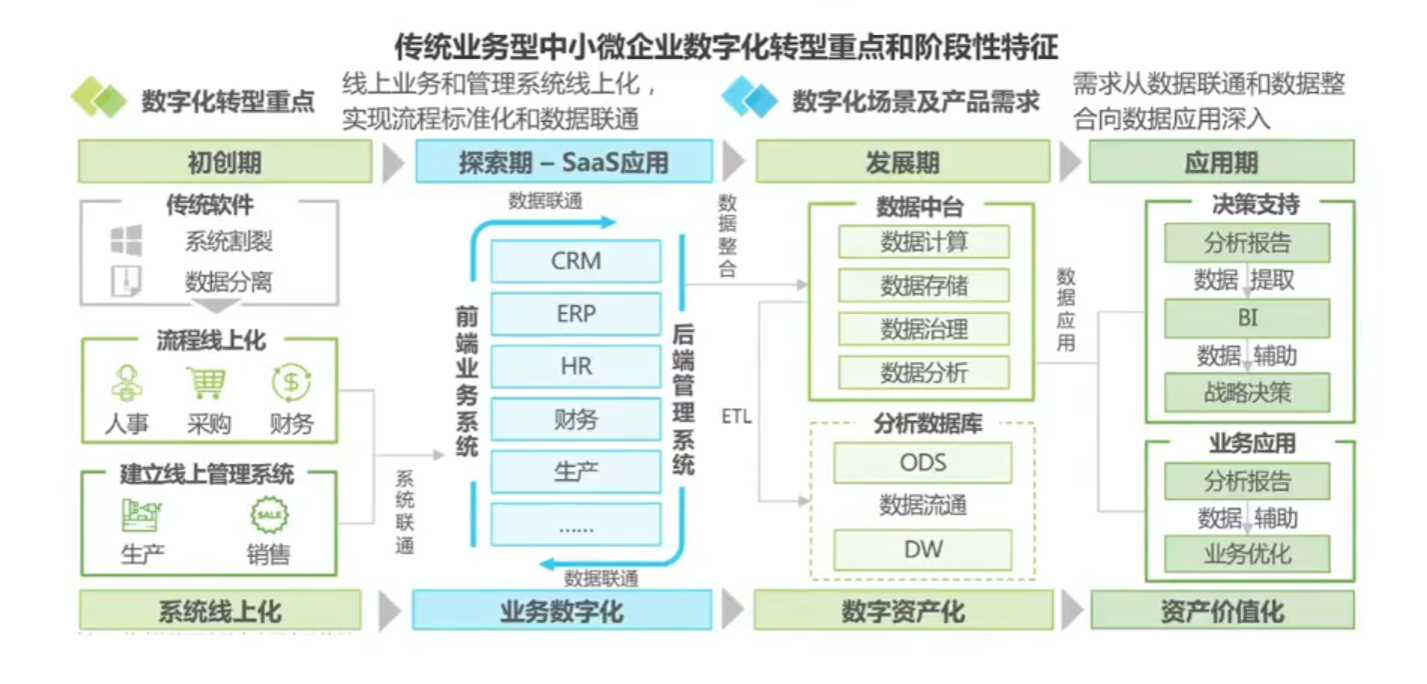 传统业务型中小微企业数字化转型重点和阶段性特征
数字化转型重点
线上业务和管理系统线上化，
实现流程标准化和数据联通
数字化场景及产品需求
需求从数据联通和数据整
合向数据应用深入
初创期
探索期 – SaaS应用
发展期
应用期
传统软件
系统割裂
数据分离
流程线上化
人事
采购
财务
建立线上管理系统
生产
销售
系统联通
数据联通
前端业务系统
CRM
ERP
HR
财务
生产
......
后端管理系统
数据联通
数据整合
ETL
数据中台
数据计算
数据存储
数据治理
数据分析
分析数据库
ODS
数据流通
DW
数据应用
决策支持
分析报告
数据 提取
BI
数据 辅助
战略决策
业务应用
分析报告
数据 辅助
业务优化
系统线上化
业务数字化
数字资产化
资产价值化